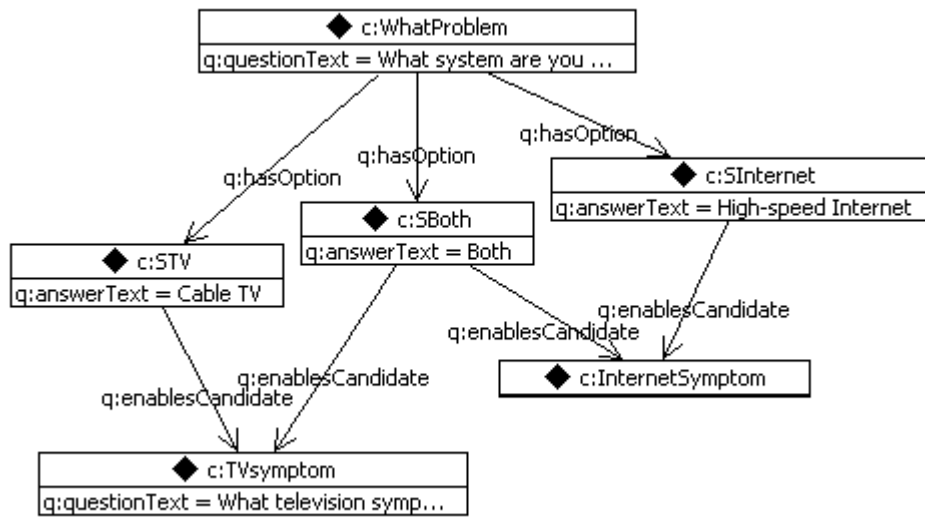 c:WhatProblem
q:questionText = What system are you ...
q:hasOption
q:hasOption
q:hasOption
c:SInternet
q:answerText = High-speed Internet
c:SBoth
q:answerText = Both
c:STV
q:answerText = Cable TV
q:enablesCandidate
q:enablesCandidate
q:enablesCandidate
q:enablesCandidate
c:InternetSymptom
c:TVsymptom
q:questionText = What television symp...